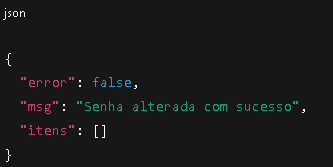 json
{
"error": false,
"msg": "Senha alterada com sucesso",
"itens": []
}